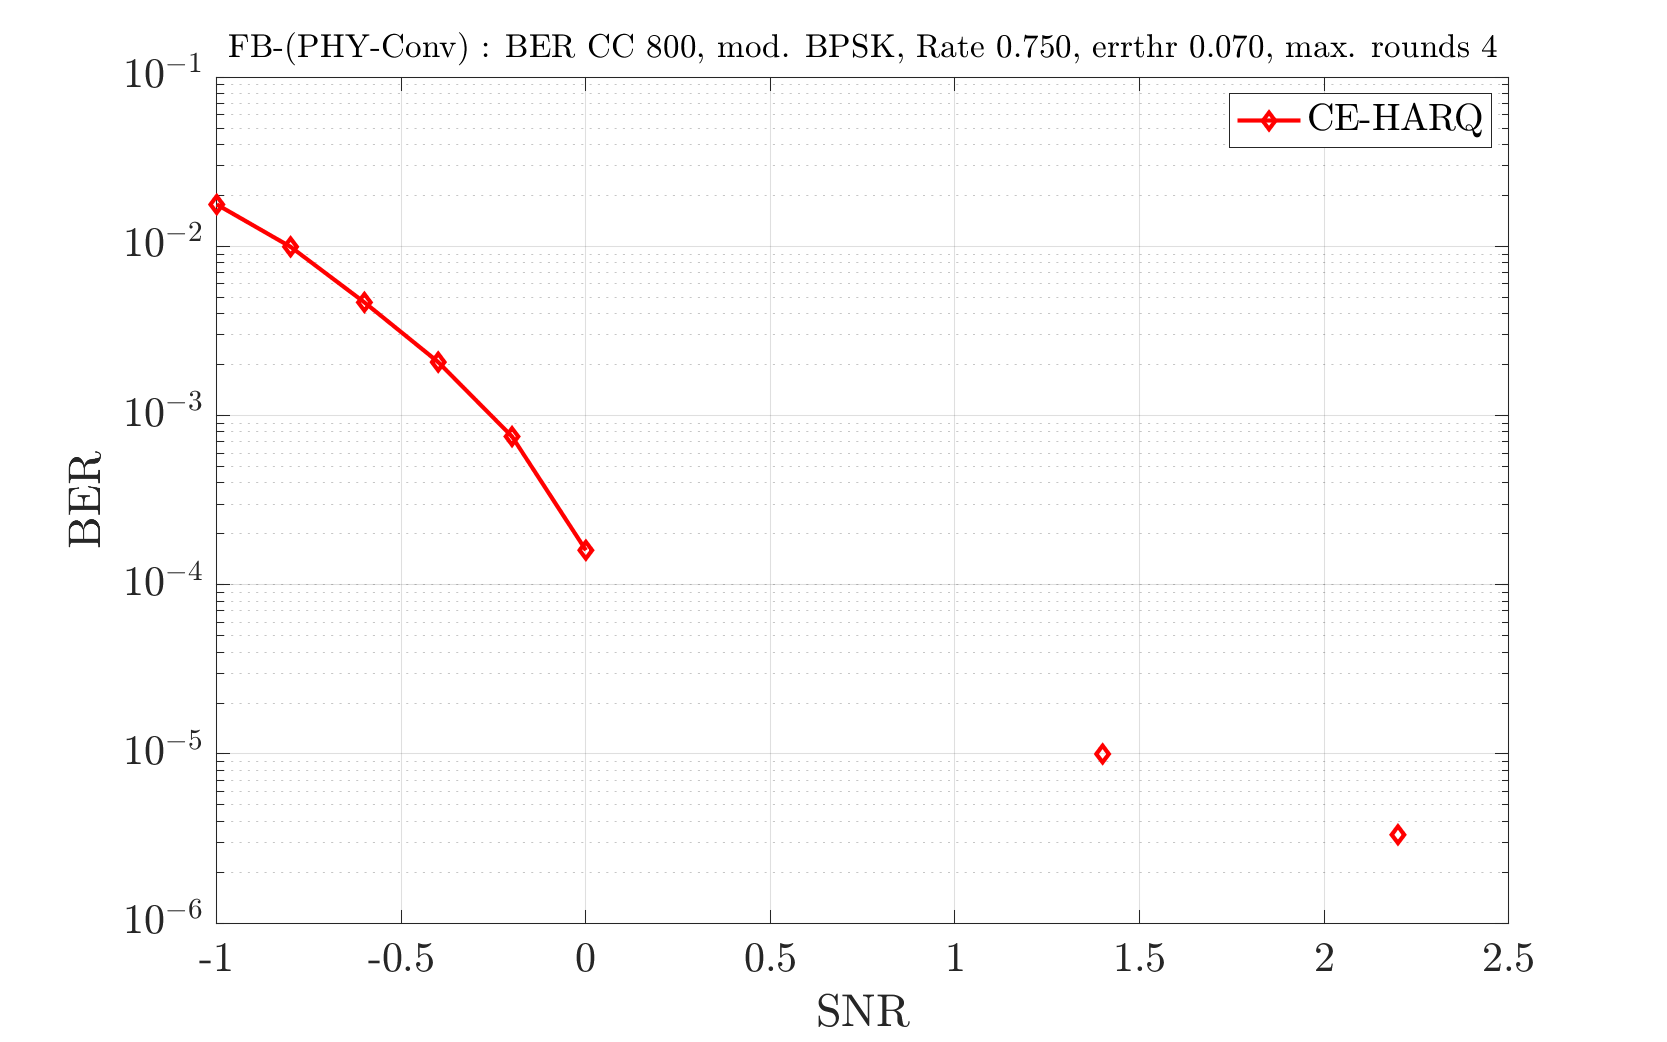 FB-(PHY-Conv) : BER CC 800, mod. BPSK, Rate 0.750, errthr 0.070, max. rounds 4
CE-HARQ
10⁻¹
10⁻²
10⁻³
10⁻⁴
10⁻⁵
10⁻⁶
BER
-1 -0.5 0 0.5 1 1.5 2 2.5
SNR